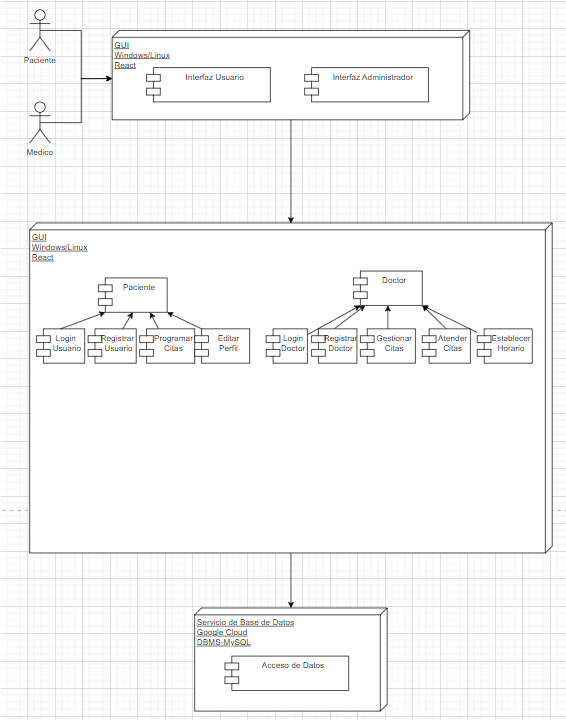 Paciente
Medico
GUI
Windows/Linux
React
Interfaz Usuario
Interfaz Administrador
GUI
Windows/Linux
React
Paciente
Doctor
Login
Usuario
Registrar
Usuario
Programar
Citas
Editar
Perfil
Login
Doctor
Registrar
Doctor
Gestionar
Citas
Atender
Citas
Establecer
Horario
Servicio de Base de Datos
Google Cloud
DBMS-MySQL
Acceso de Datos